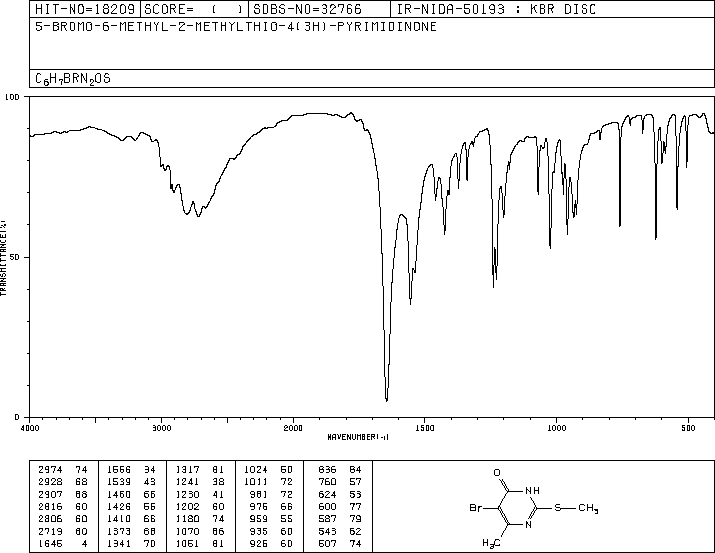 HIT-NO=18209 SCORE= ( ) SDBS-NO=32766 IR-NIDA-50193 : KBR DISC
5-BROMO-6-METHYL-2-METHYLTHIO-4(3H)-PYRIMIDINONE
C6H7BRN2OS
100
TRANSMITTANCE(%)
50
0
4000 3000 2000 1500 1000 500
WAVENUMBER(-1)
2974 74 1556 34 1317 81 1024 50 836 84
2928 68 1539 43 1241 38 1011 72 760 57
2907 68 1460 66 1230 41 981 72 624 53
2816 60 1426 55 1202 60 976 66 600 77
2806 60 1410 66 1180 74 959 55 587 79
2719 60 1373 68 1070 66 935 60 543 62
1645 4 1341 70 1051 81 926 60 507 74
O
NH
Br
N
S
CH3
H3C